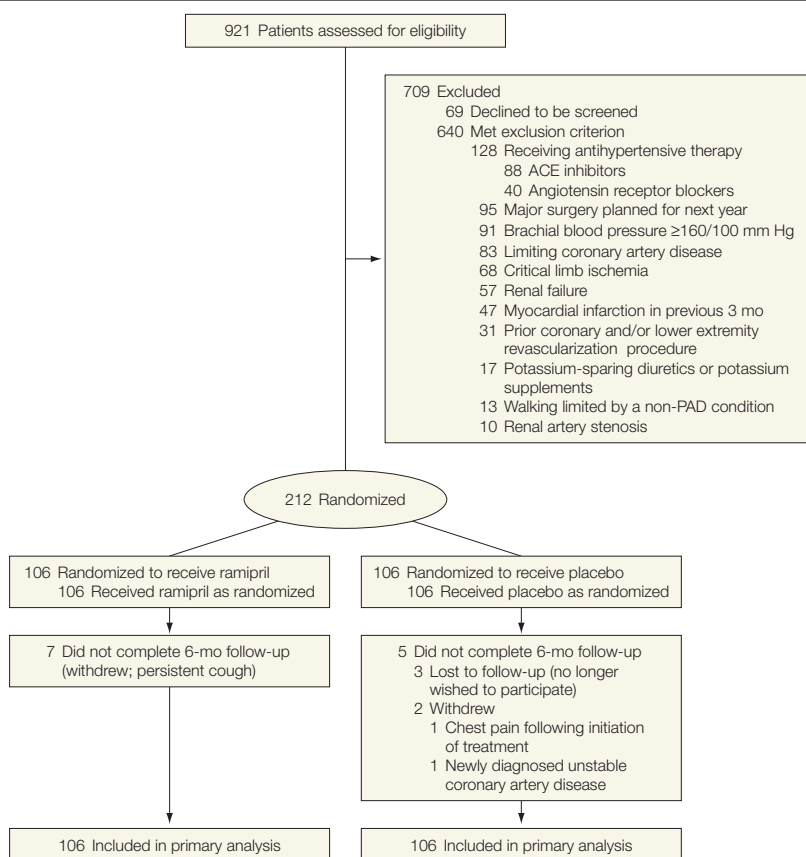 921 Patients assessed for eligibility
709 Excluded
69 Declined to be screened
640 Met exclusion criterion
128 Receiving antihypertensive therapy
88 ACE inhibitors
40 Angiotensin receptor blockers
95 Major surgery planned for next year
91 Brachial blood pressure ≥160/100 mm Hg
83 Limiting coronary artery disease
68 Critical limb ischemia
57 Renal failure
47 Myocardial infarction in previous 3 mo
31 Prior coronary and/or lower extremity
revascularization procedure
17 Potassium-sparing diuretics or potassium
supplements
13 Walking limited by a non-PAD condition
10 Renal artery stenosis
212 Randomized
106 Randomized to receive ramipril
106 Received ramipril as randomized
106 Randomized to receive placebo
106 Received placebo as randomized
7 Did not complete 6-mo follow-up
(withdrew; persistent cough)
5 Did not complete 6-mo follow-up
3 Lost to follow-up (no longer
wished to participate)
2 Withdrew
1 Chest pain following initiation
of treatment
1 Newly diagnosed unstable
coronary artery disease
106 Included in primary analysis
106 Included in primary analysis